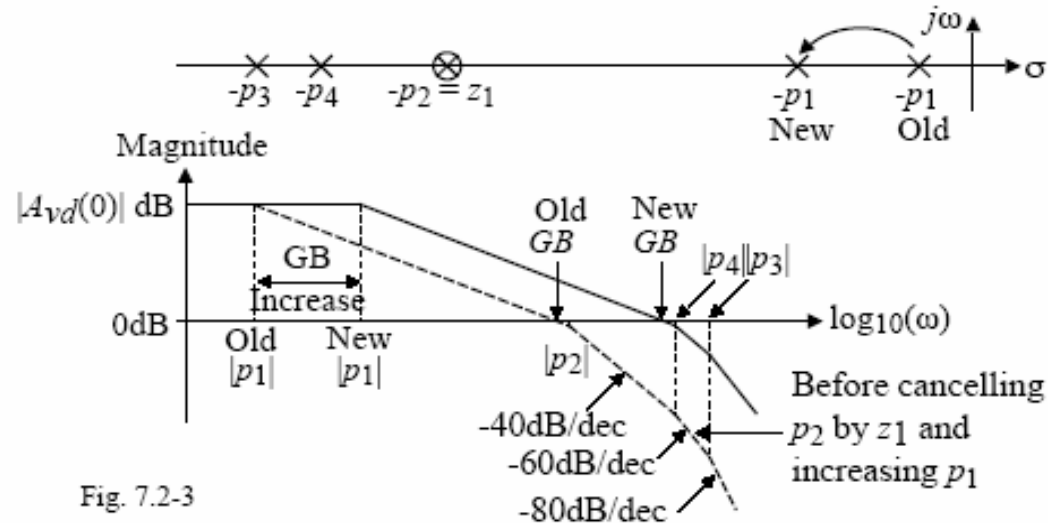 jω
σ
-p3
-p4
-p2 = z1
-p1
New
-p1
Old
Magnitude
|Avd(0)| dB
Old
GB
New
GB
|p4||p3|
GB
Increase
0dB
log10(ω)
Old
|p1|
New
|p1|
|p2|
Before cancelling
p2 by z1 and
increasing p1
-40dB/dec
-60dB/dec
-80dB/dec
Fig. 7.2-3